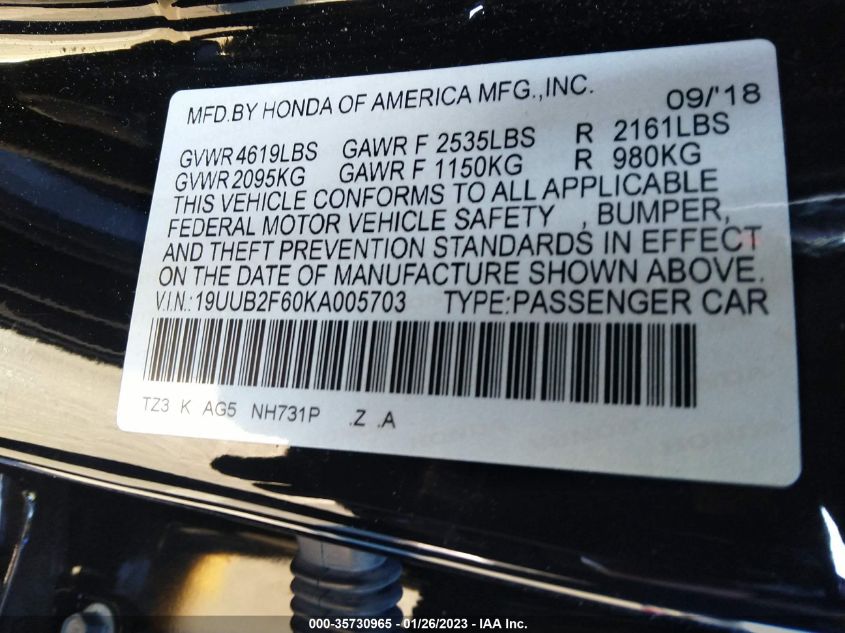 MFD.BY HONDA OF AMERICA MFG.,INC. 09/'18
GVWR 4619LBS GAWR F 2535LBS R 2161LBS
GVWR 2095KG GAWR F 1150KG R 980KG
THIS VEHICLE CONFORMS TO ALL APPLICABLE
FEDERAL MOTOR VEHICLE SAFETY , BUMPER,
AND THEFT PREVENTION STANDARDS IN EFFECT
ON THE DATE OF MANUFACTURE SHOWN ABOVE.
V.I.N.:19UUB2F60KA005703 TYPE:PASSENGER CAR
TZ3 K AG5 NH731P .Z .A
000-35730965 - 01/26/2023 - IAA Inc.